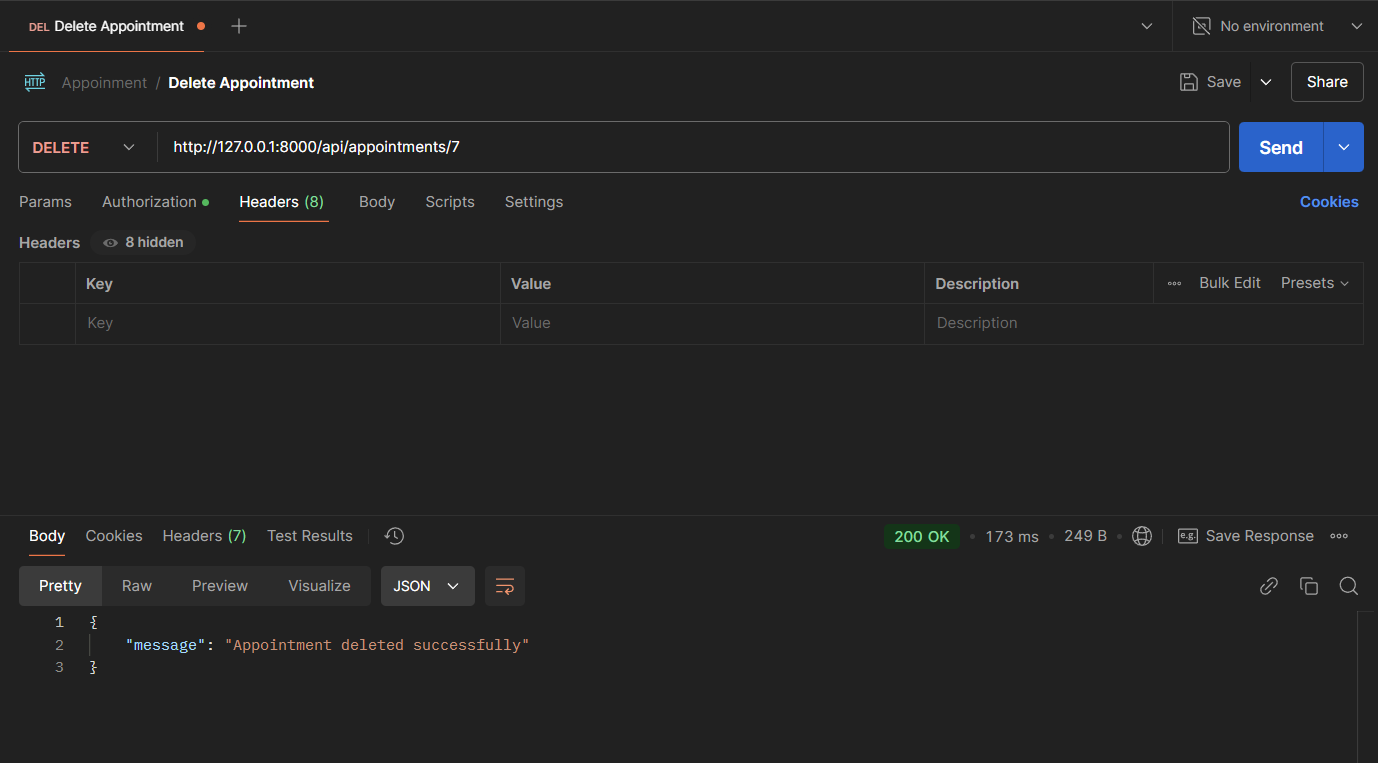 DEL Delete Appointment
No environment
HTTP Appoinment / Delete Appointment
Save
Share
DELETE http://127.0.0.1:8000/api/appointments/7
Send
Params Authorization Headers (8) Body Scripts Settings
Cookies
Headers 8 hidden
Key Value Description Bulk Edit Presets
Key Value Description
Body Cookies Headers (7) Test Results
200 OK 173 ms 249 B e.g. Save Response
Pretty Raw Preview Visualize JSON
1 {
2 "message": "Appointment deleted successfully"
3 }